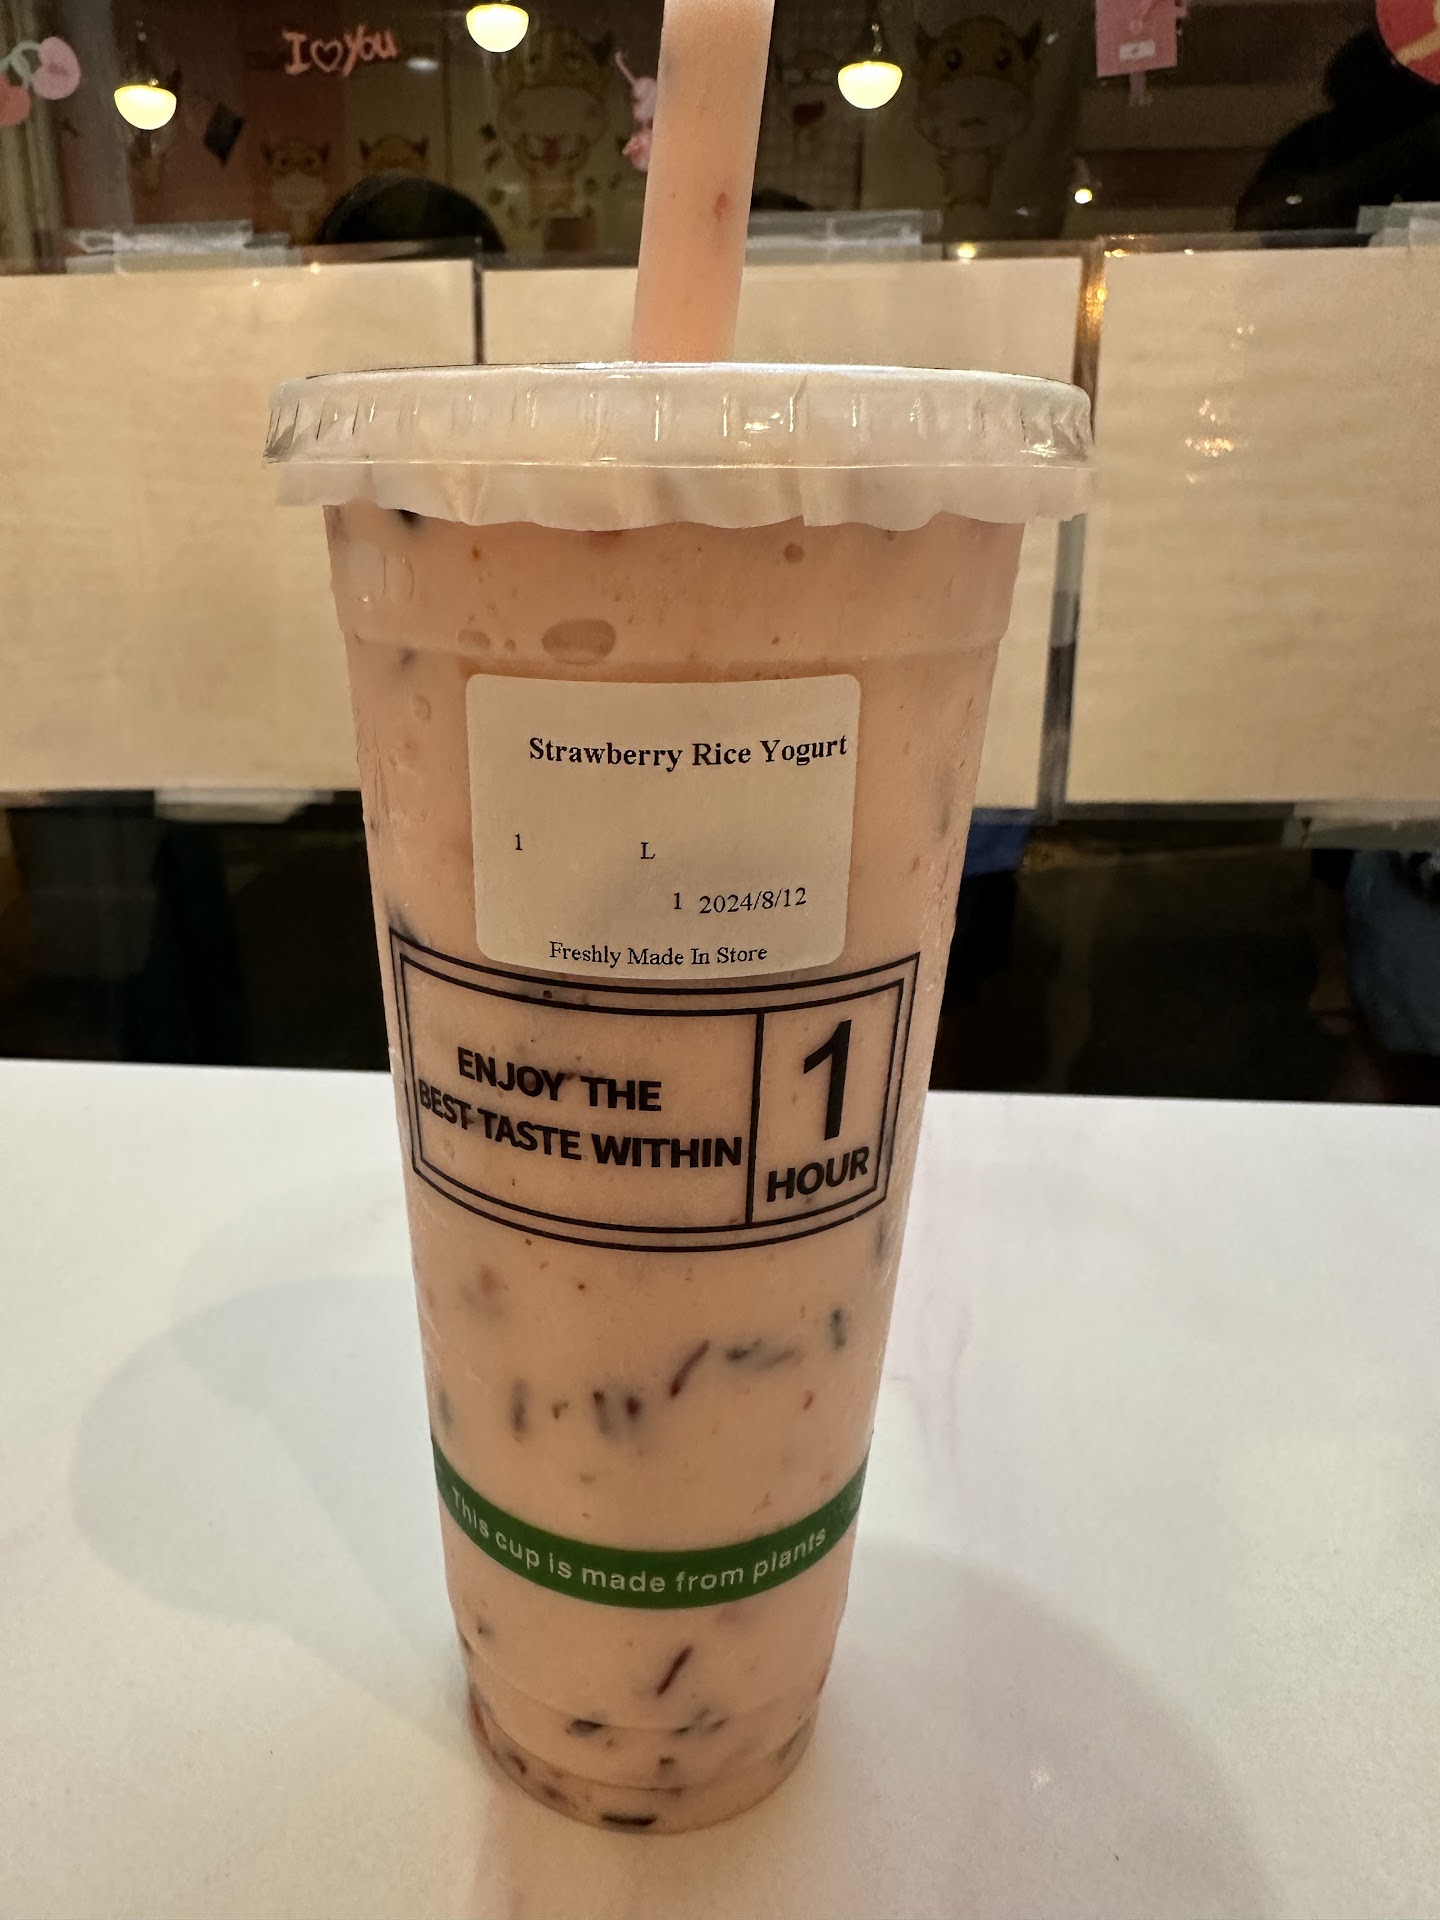 I♡You
Strawberry Rice Yogurt
1 L
1 2024/8/12
Freshly Made In Store
ENJOY THE
BEST TASTE WITHIN
1
HOUR
This cup is made from plants